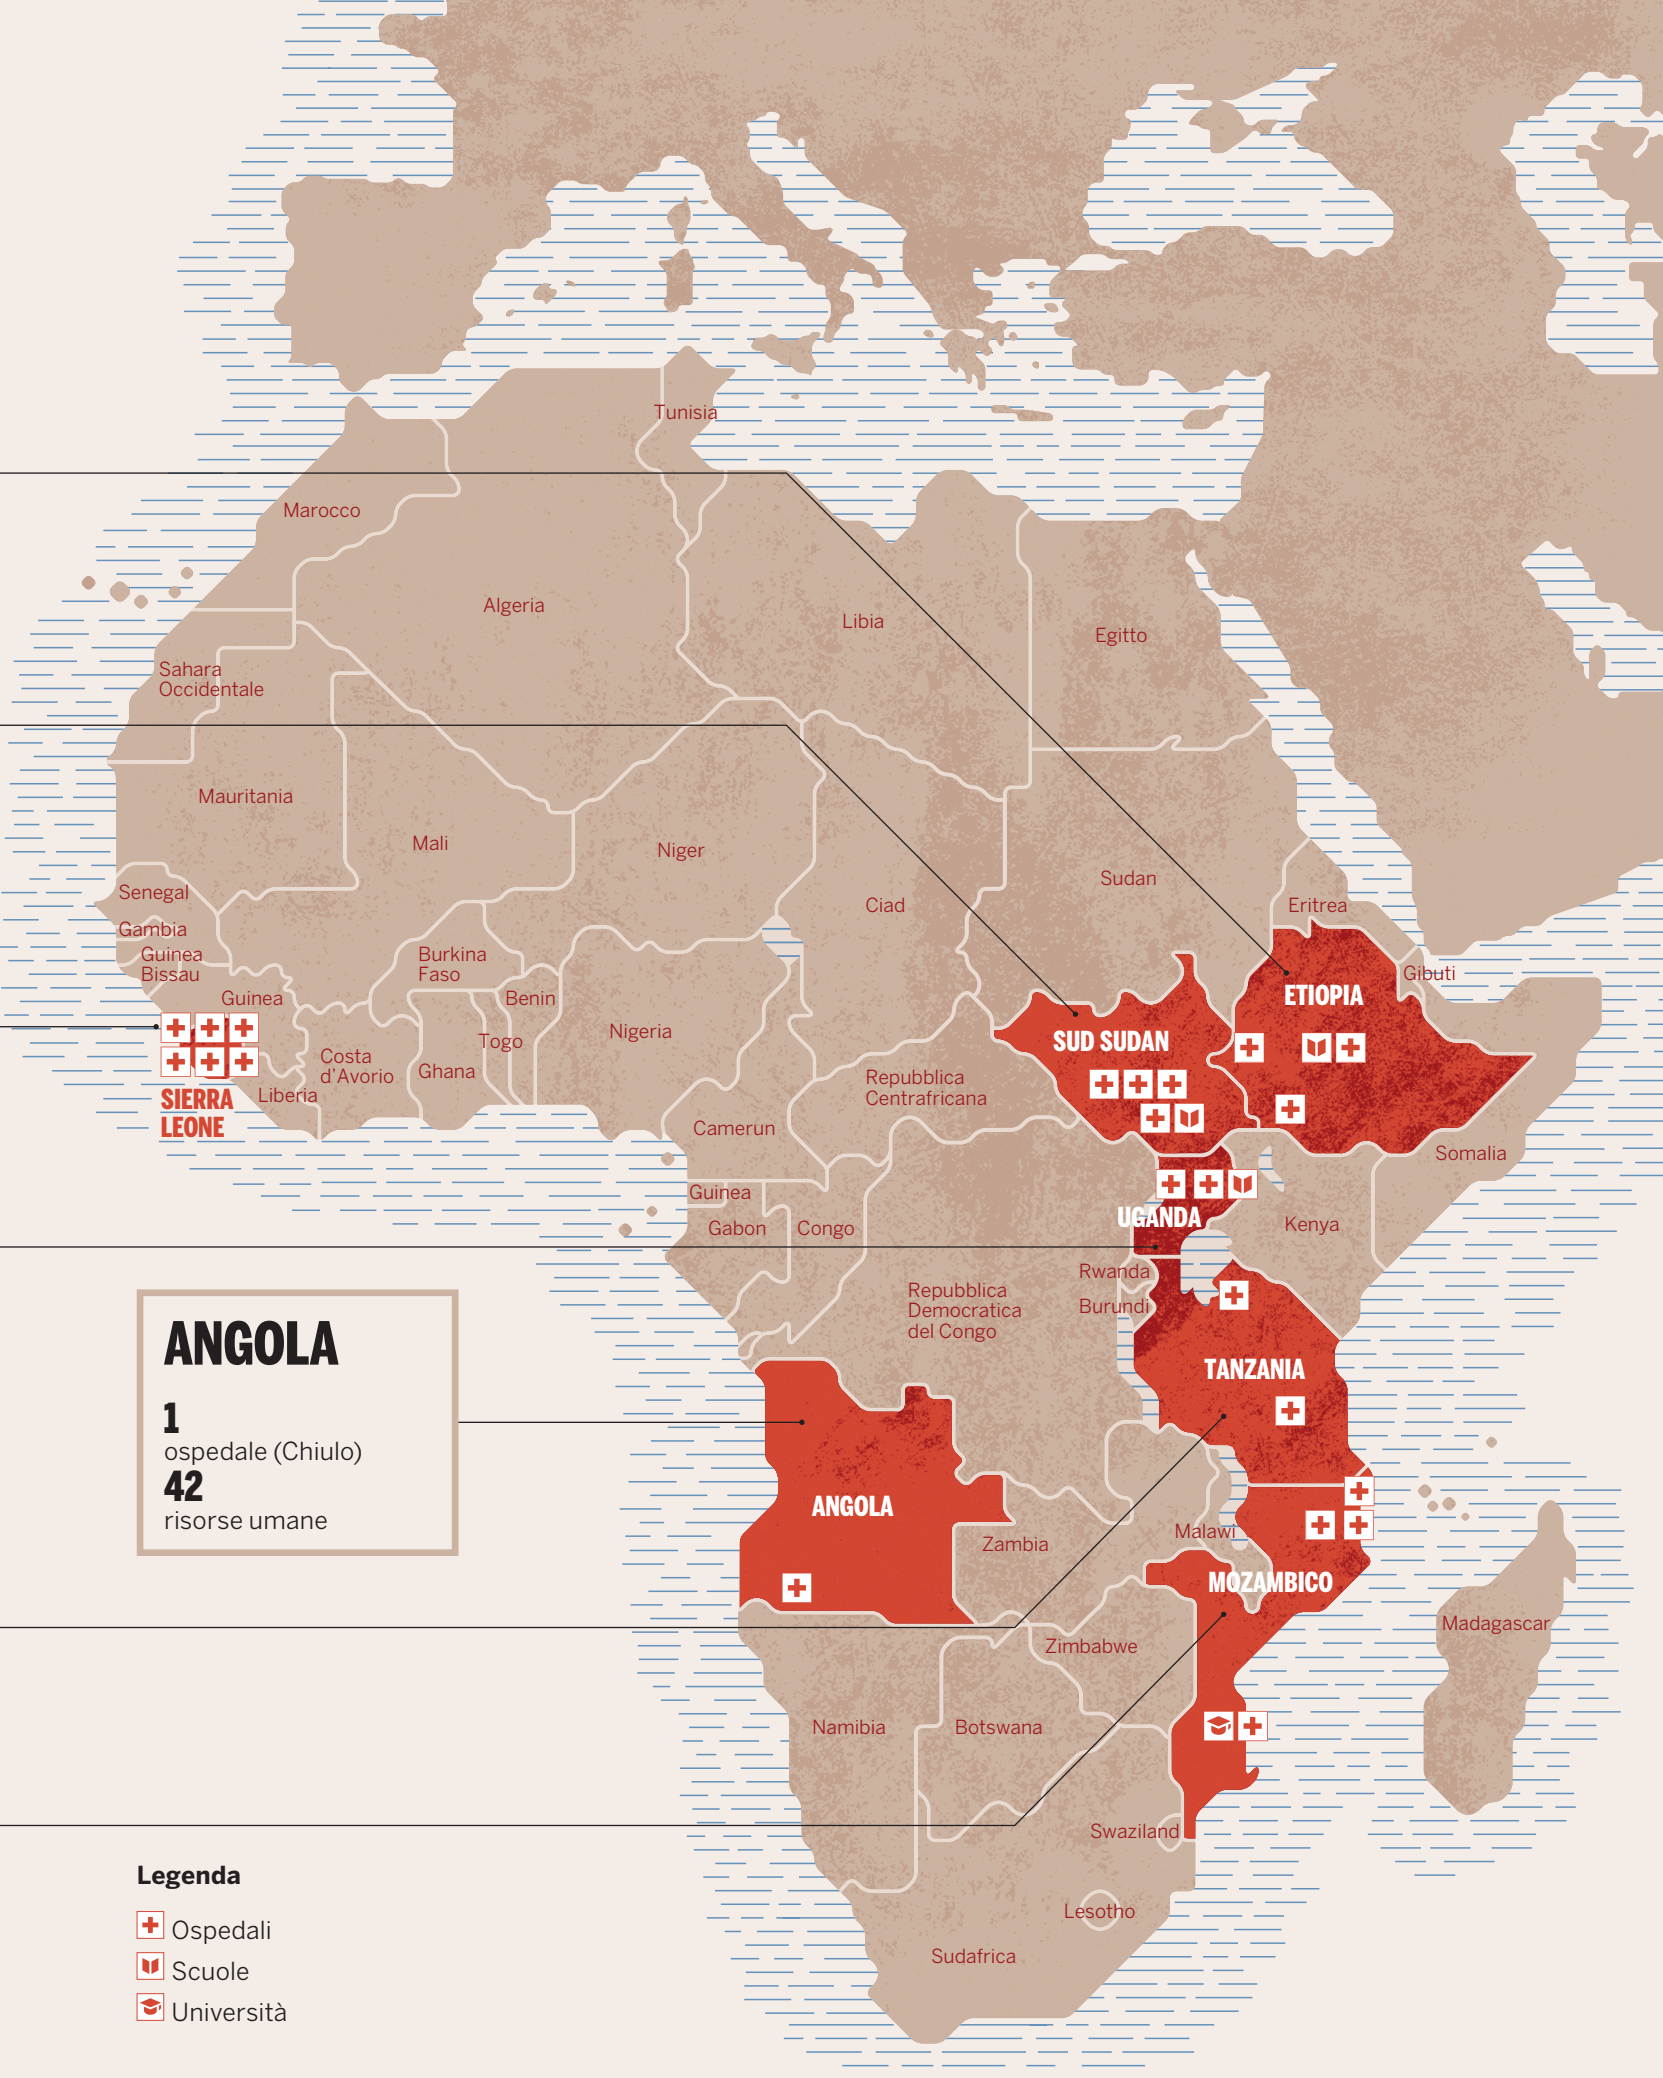 Tunisia
Marocco
Algeria
Libia
Egitto
Sahara
Occidentale
Mauritania
Mali
Niger
Ciad
Sudan
Eritrea
Senegal
Gambia
Guinea
Bissau
Guinea
Burkina
Faso
Benin
Togo
Ghana
Costa
d'Avorio
Liberia
SIERRA
LEONE
Nigeria
Camerun
Repubblica
Centrafricana
SUD SUDAN
ETIOPIA
Gibuti
Somalia
Guinea
Gabon
Congo
UGANDA
Kenya
Rwanda
Burundi
Repubblica
Democratica
del Congo
TANZANIA
ANGOLA
1
ospedale (Chiulo)
42
risorse umane
ANGOLA
Zambia
Malawi
MOZAMBICO
Madagascar
Zimbabwe
Namibia
Botswana
Swaziland
Lesotho
Sudafrica
Legenda
Ospedali
Scuole
Università